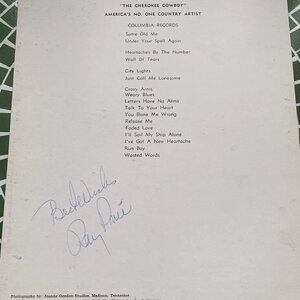 "THE CHEROKEE COWBOY"
AMERICA'S NO. ONE COUNTRY ARTIST
COLUMBIA RECORDS
Same Old Me
Under Your Spell Again
Heartaches By The Number
Wall Of Tears
City Lights
Just Call Me Lonesome
Crazy Arms
Weary Blues
Letters Have No Arms
Talk To Your Heart
You Done Me Wrong
Release Me
Faded Love
I'll Sail My Ship Alone
I've Got A New Heartache
Run Boy
Wasted Words
Best Wishes
Ray Price
Photographs by: Jeanne Gordon Studios, Madison, Tennessee